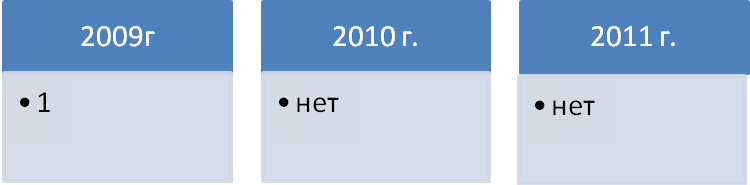 2009г
• 1
2010 г.
• нет
2011 г.
• нет